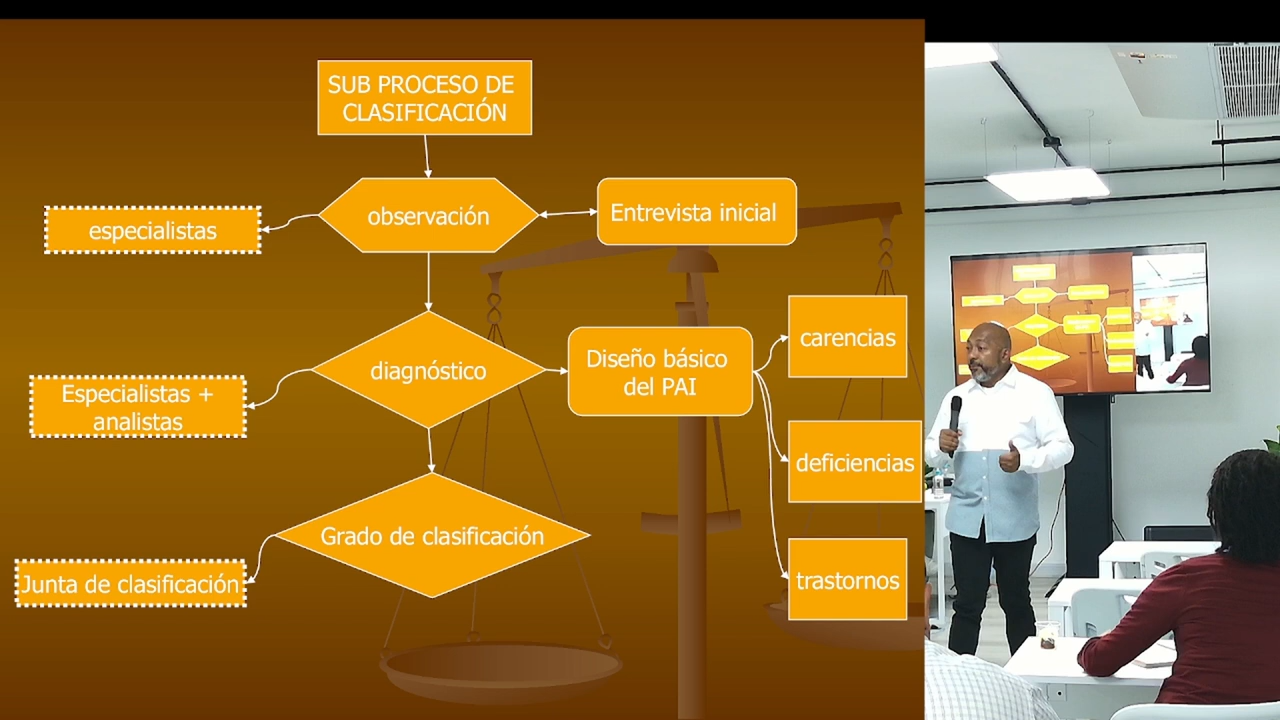 SUB PROCESO DE
CLASIFICACIÓN
observación
Entrevista inicial
especialistas
carencias
diagnóstico
Diseño básico
del PAI
Especialistas +
analistas
deficiencias
Grado de clasificación
Junta de clasificación
trastornos